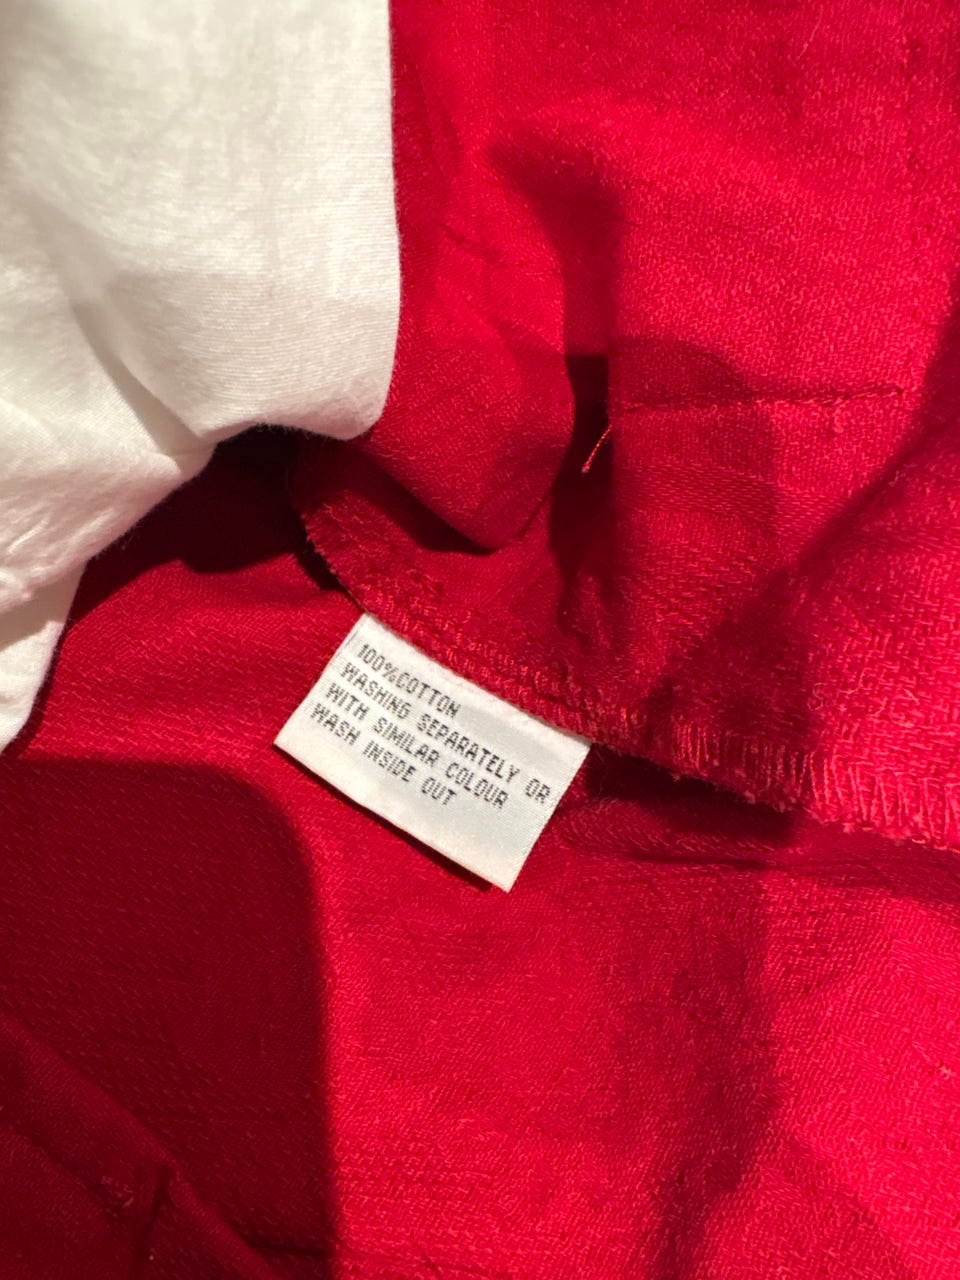 100%COTTON
WASHING SEPARATELY OR
WITH SIMILAR COLOUR
WASH INSIDE OUT